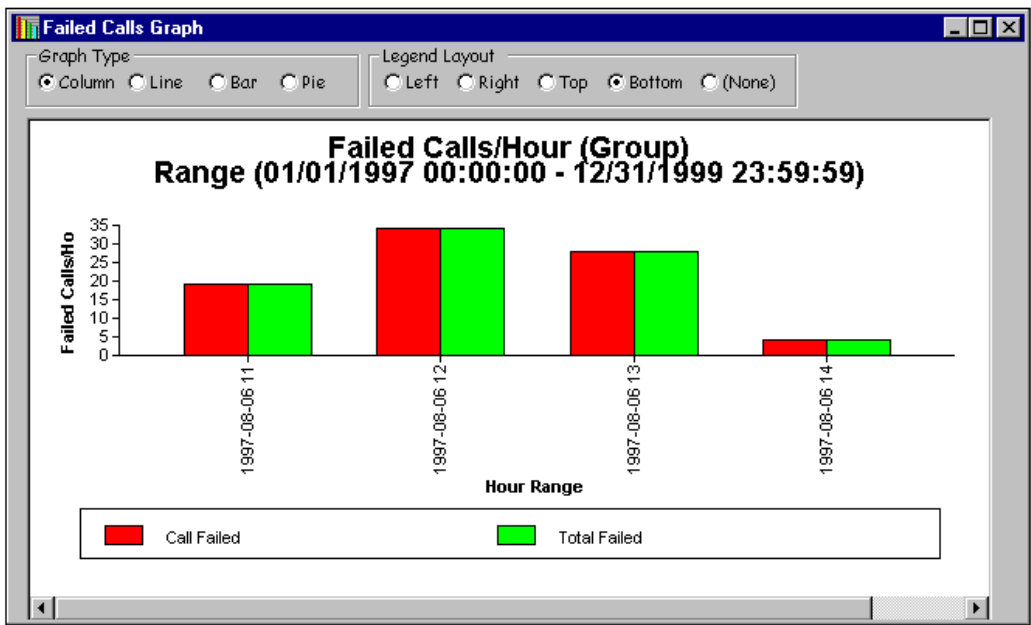 Failed Calls Graph
Graph Type
Legend Layout
Column Line Bar Pie
Left Right Top Bottom (None)
Failed Calls/Hour (Group)
Range (01/01/1997 00:00:00 - 12/31/1999 23:59:59)
Failed Calls/Ho
35
30
25
20
15
10
5
0
1997-08-06 11
1997-08-06 12
1997-08-06 13
1997-08-06 14
Hour Range
Call Failed
Total Failed